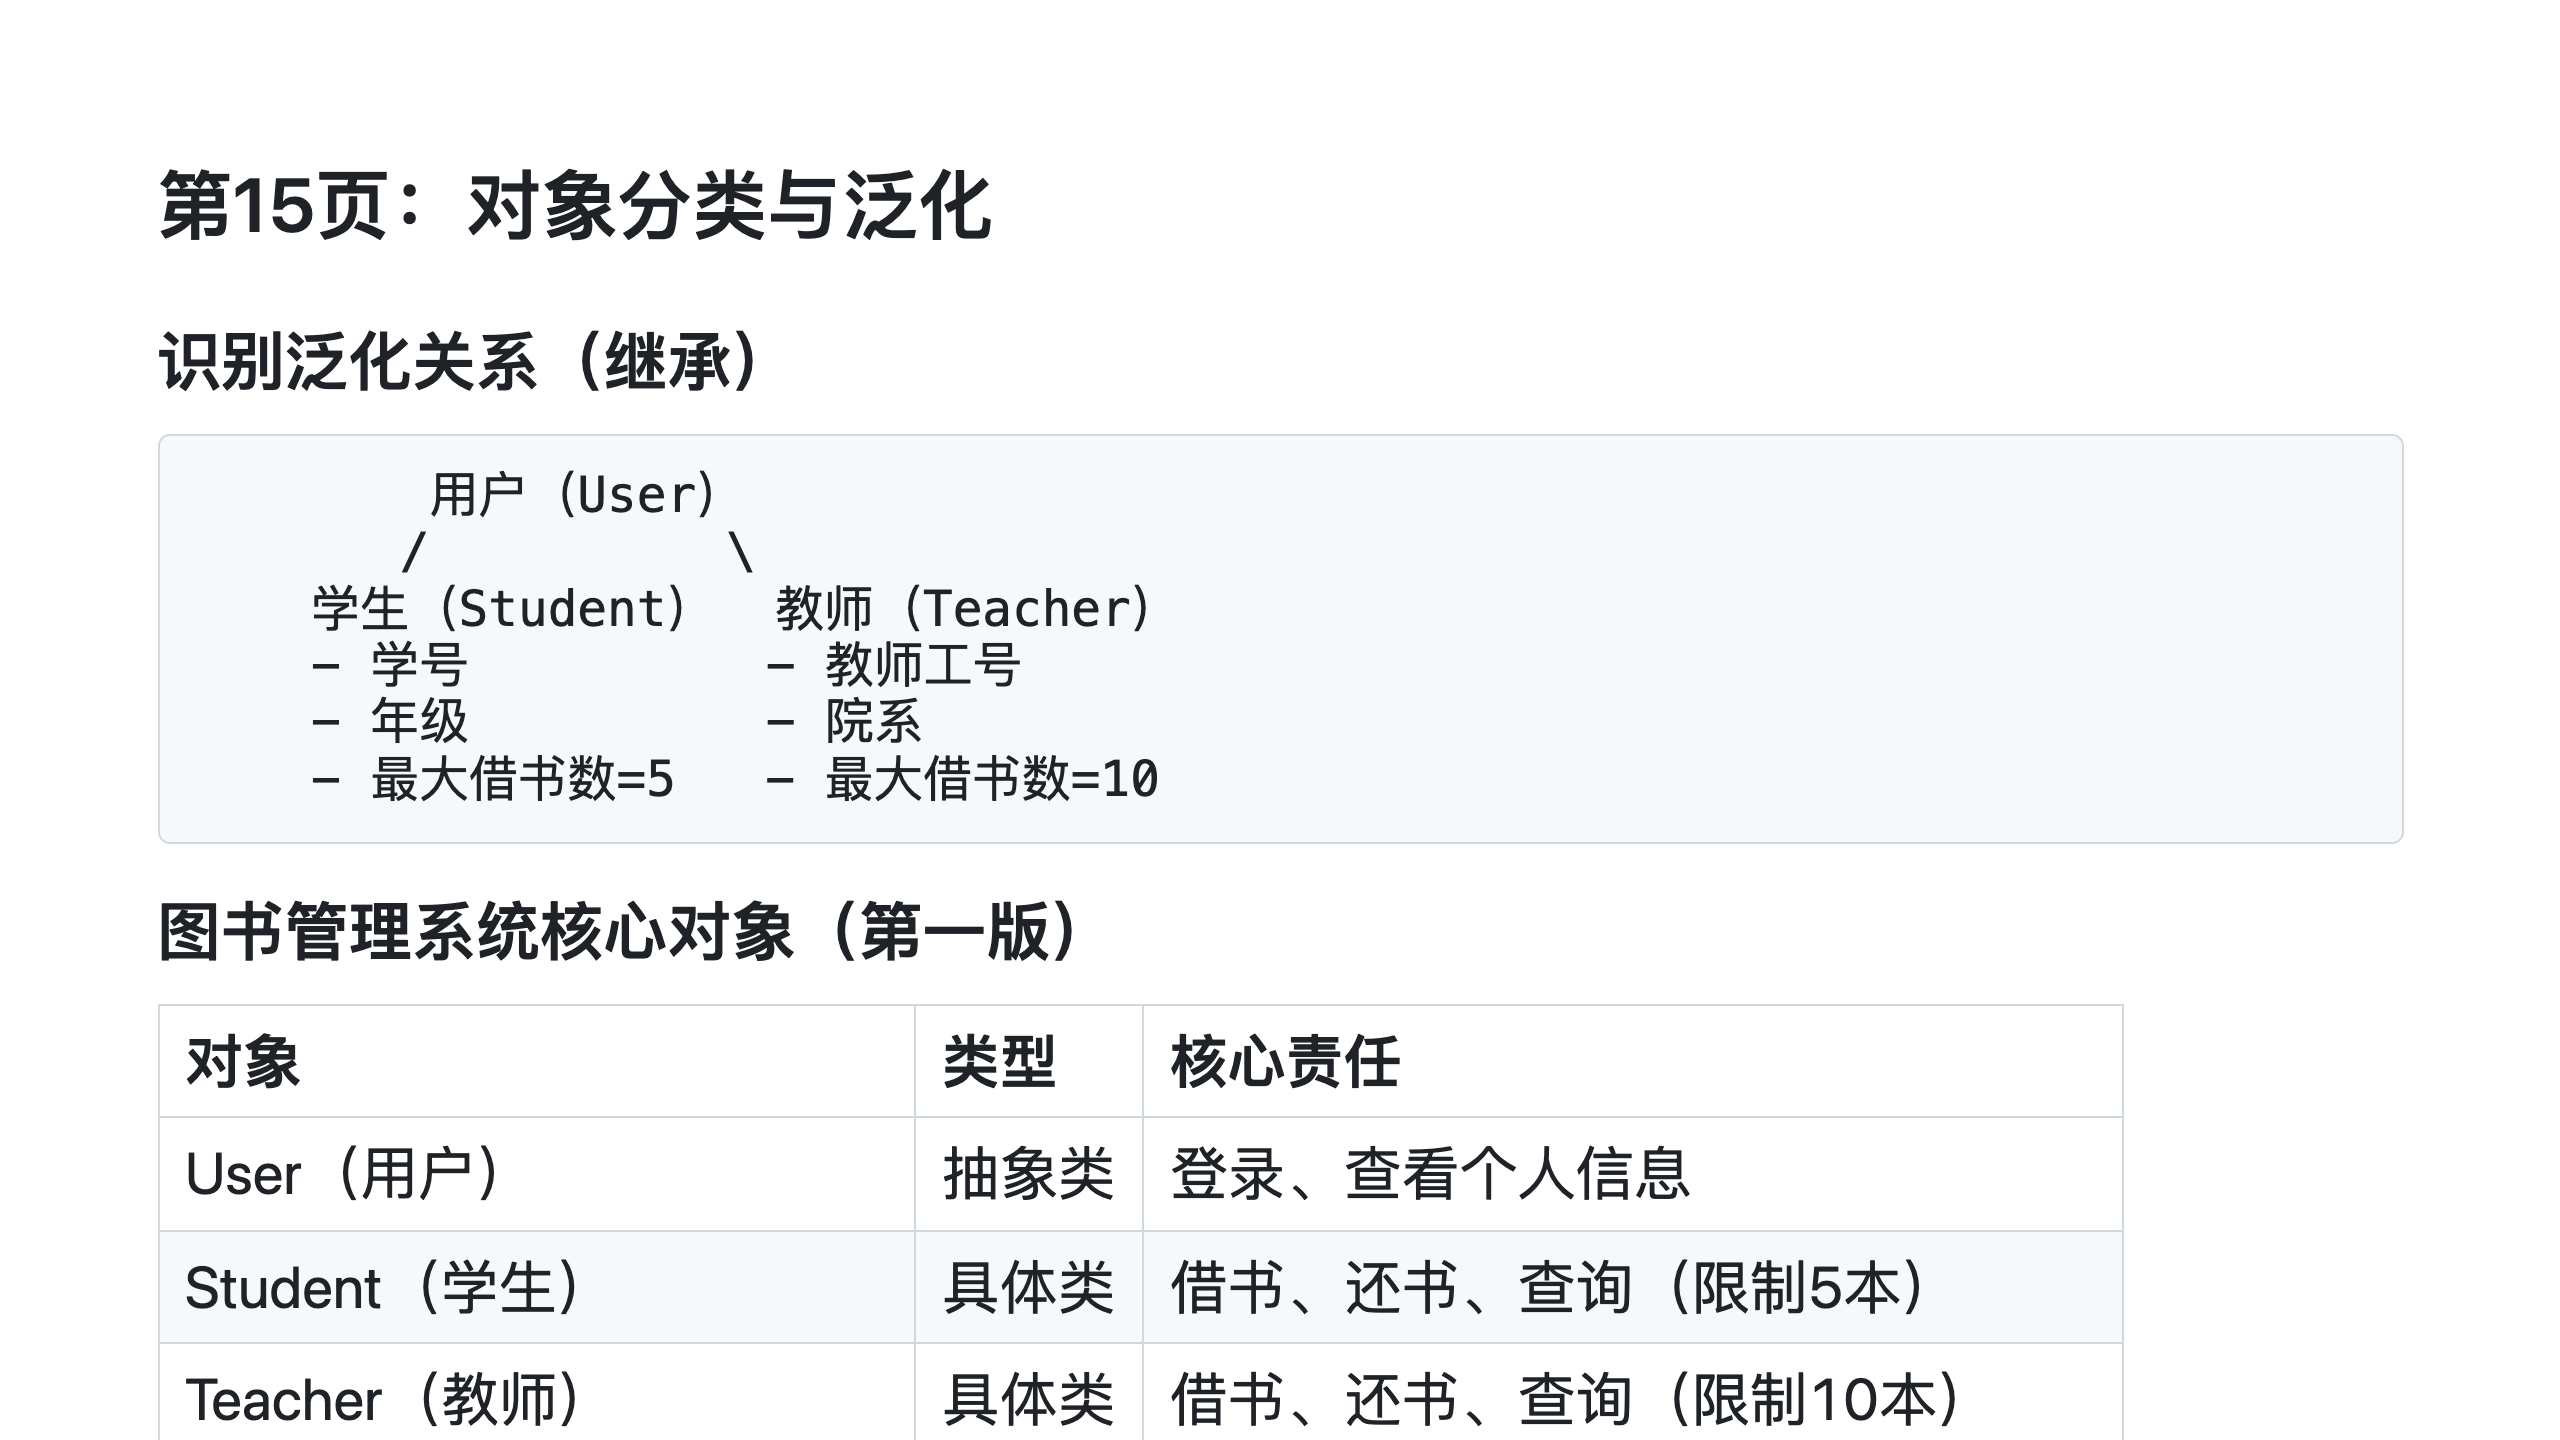 第15页：对象分类与泛化
识别泛化关系（继承）
用户（User）
/ \
学生（Student） 教师（Teacher）
- 学号 - 教师工号
- 年级 - 院系
- 最大借书数=5 - 最大借书数=10
图书管理系统核心对象（第一版）
对象 类型 核心责任
User（用户） 抽象类 登录、查看个人信息
Student（学生） 具体类 借书、还书、查询（限制5本）
Teacher（教师） 具体类 借书、还书、查询（限制10本）